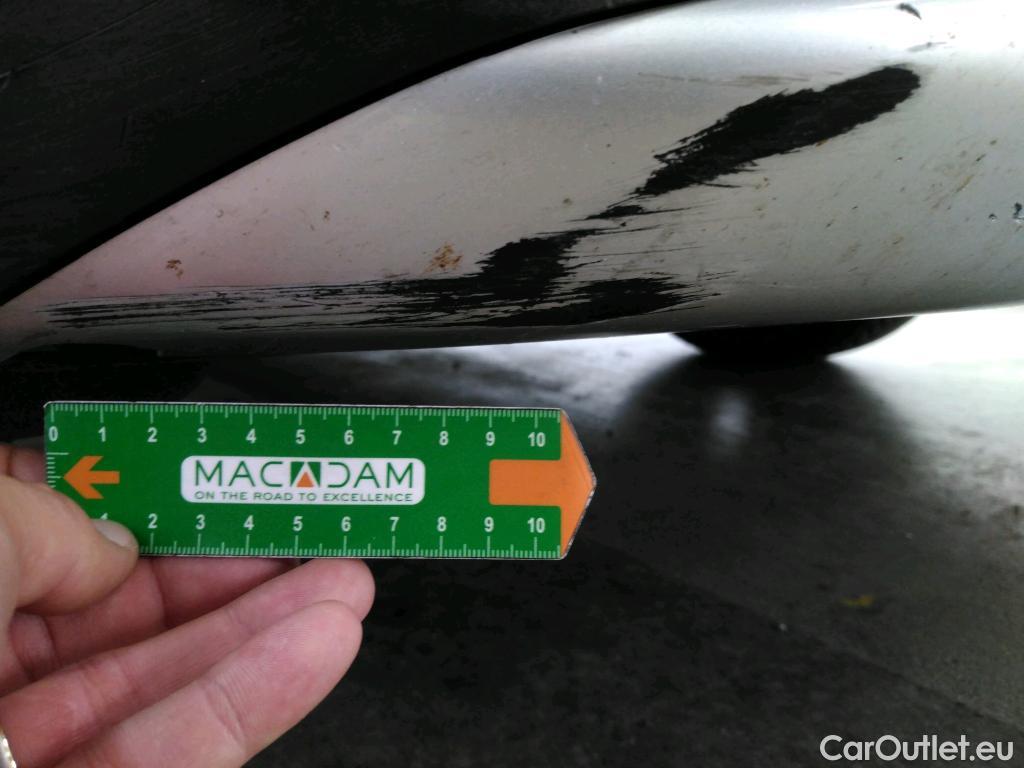 0 1 2 3 4 5 6 7 8 9 10
MACADAM
ON THE ROAD TO EXCELLENCE
1 2 3 4 5 6 7 8 9 10
CarOutlet.eu